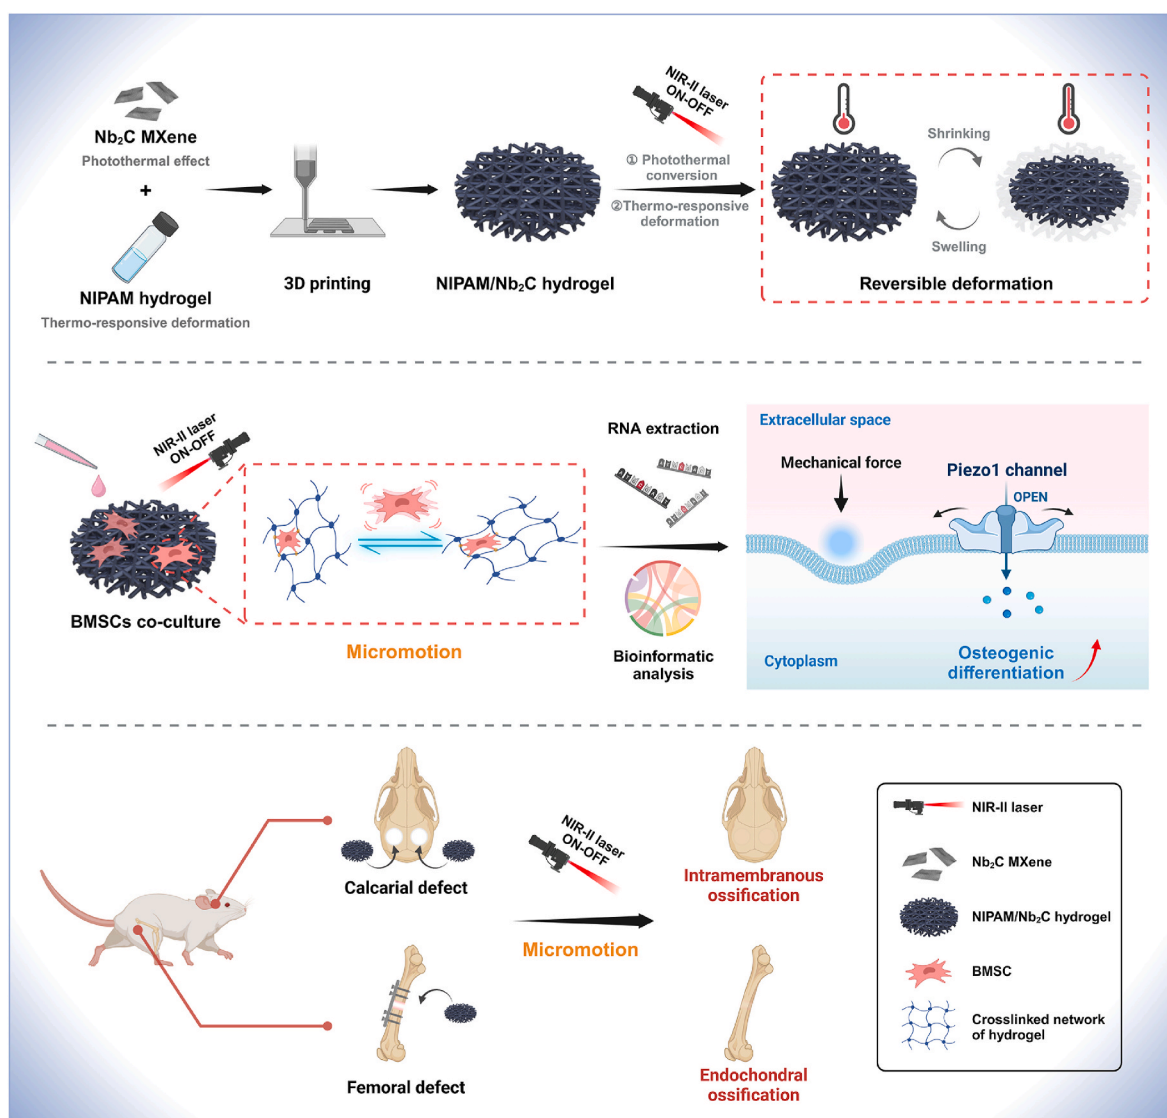 Nb₂C MXene
Photothermal effect
+
NIPAM hydrogel
Thermo-responsive deformation
3D printing
NIPAM/Nb₂C hydrogel
NIR-II laser
ON-OFF
① Photothermal
conversion
②Thermo-responsive
deformation
Shrinking
Swelling
Reversible deformation
NIR-II laser
ON-OFF
BMSCs co-culture
Micromotion
RNA extraction
Bioinformatic
analysis
Extracellular space
Mechanical force
Piezo1 channel
OPEN
Cytoplasm
Osteogenic
differentiation
Calcarial defect
Femoral defect
NIR-II laser
ON-OFF
Micromotion
Intramembranous
ossification
Endochondral
ossification
NIR-II laser
Nb₂C MXene
NIPAM/Nb₂C hydrogel
BMSC
Crosslinked network
of hydrogel